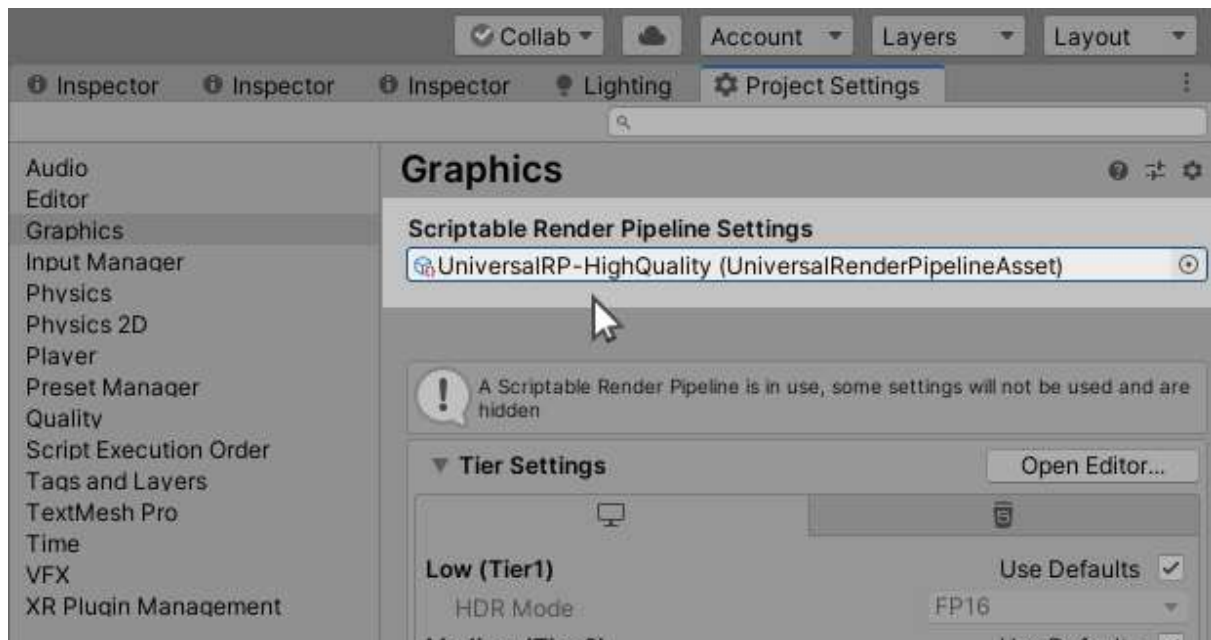 Collab Account Layers Layout
Inspector Inspector Inspector Lighting Project Settings
Audio
Editor
Graphics
Input Manager
Physics
Physics 2D
Player
Preset Manager
Quality
Script Execution Order
Tags and Layers
TextMesh Pro
Time
VFX
XR Plugin Management
Graphics
Scriptable Render Pipeline Settings
UniversalRP-HighQuality (UniversalRenderPipelineAsset)
A Scriptable Render Pipeline is in use, some settings will not be used and are
hidden
Tier Settings Open Editor...
Low (Tier1) Use Defaults
HDR Mode FP16